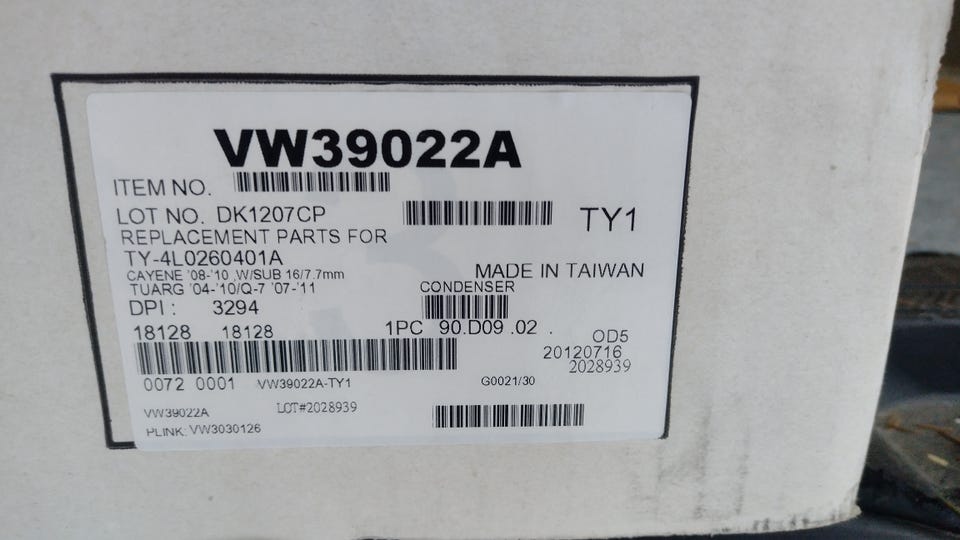 VW39022A
ITEM NO.
LOT NO. DK1207CP
TY1
REPLACEMENT PARTS FOR
TY-4L0260401A
CAYENE '08-'10 ,W/SUB 16/7.7mm
MADE IN TAIWAN
TUARG '04-'10/Q-7 '07-'11
CONDENSER
DPI : 3294
18128 18128
1PC 90.D09 .02 .
OD5
20120716
2028939
0072 0001 VW39022A-TY1
G0021/30
VW39022A LOT#2028939
PLINK: VW3030126